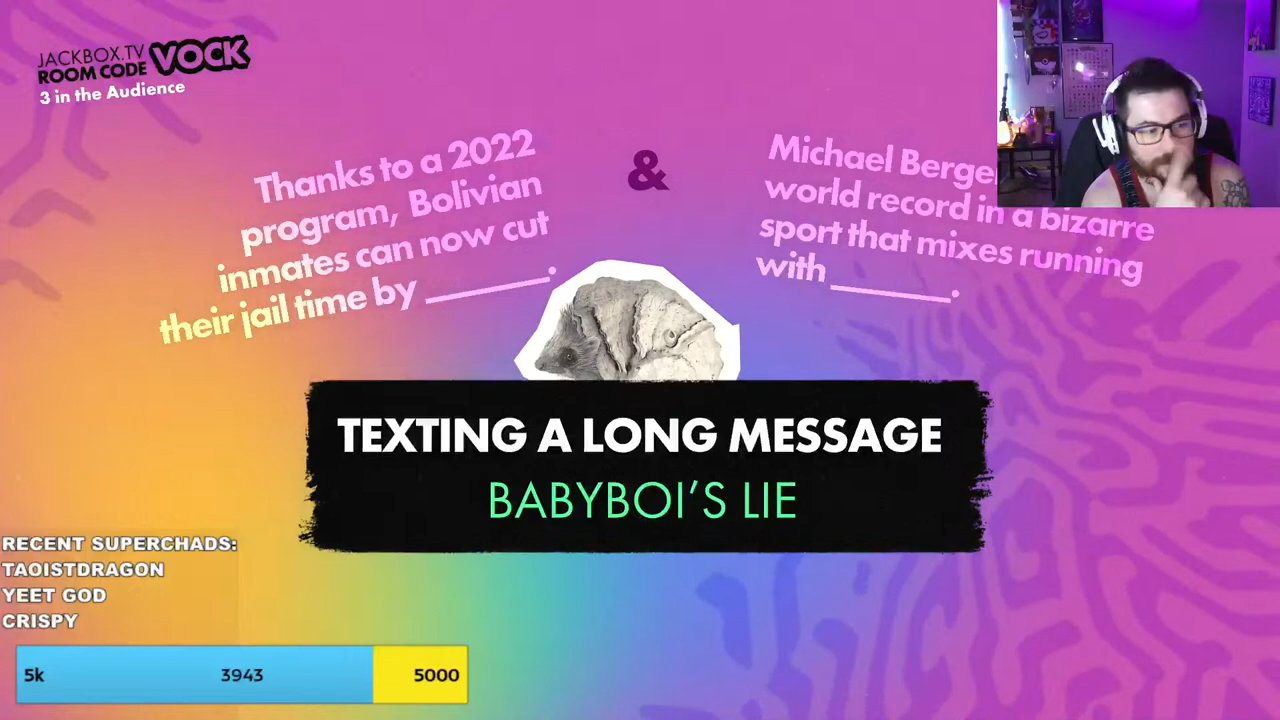 JACKBOX.TV
ROOM CODE VOCK
3 in the Audience
Thanks to a 2022
program, Bolivian
inmates can now cut
their jail time by ______.
&
Michael Berge
world record in a bizarre
sport that mixes running
with ______.
TEXTING A LONG MESSAGE
BABYBOI'S LIE
RECENT SUPERCHADS:
TAOISTDRAGON
YEET GOD
CRISPY
5k 3943 5000